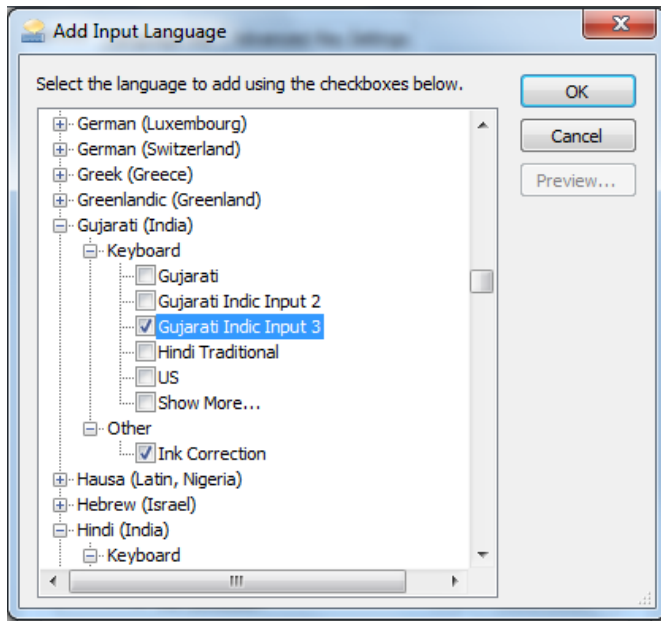 Add Input Language
Select the language to add using the checkboxes below.
German (Luxembourg)
German (Switzerland)
Greek (Greece)
Greenlandic (Greenland)
Gujarati (India)
Keyboard
Gujarati
Gujarati Indic Input 2
Gujarati Indic Input 3
Hindi Traditional
US
Show More...
Other
Ink Correction
Hausa (Latin, Nigeria)
Hebrew (Israel)
Hindi (India)
Keyboard
OK
Cancel
Preview...